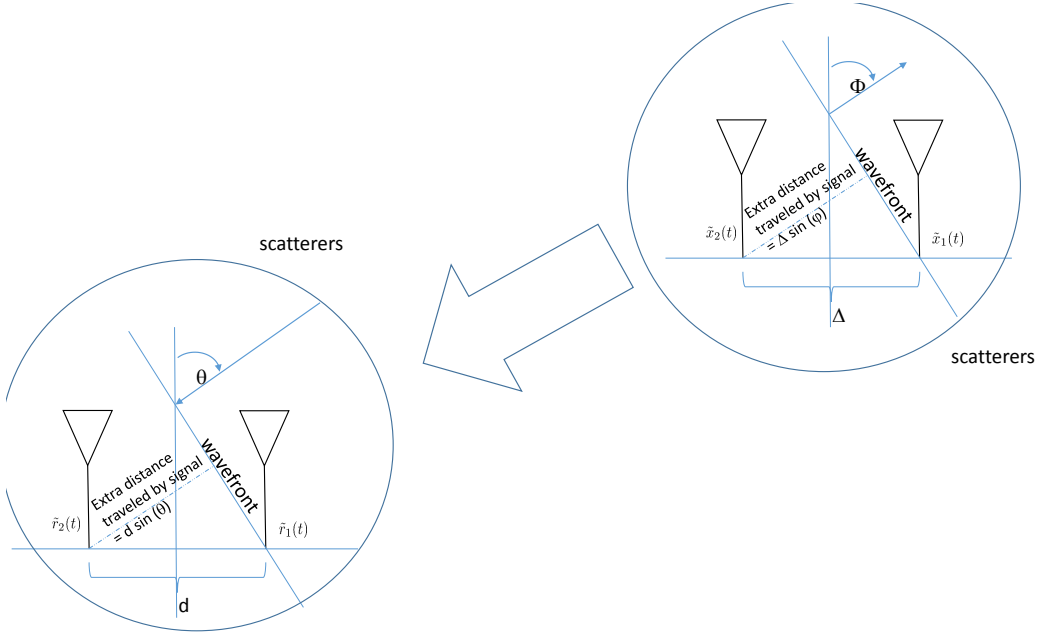 Φ
Extra distance
traveled by signal
= Δ sin (φ)
wavefront
x̃₂(t)
x̃₁(t)
Δ
scatterers
scatterers
θ
Extra distance
traveled by signal
= d sin (θ)
wavefront
r̃₂(t)
r̃₁(t)
d